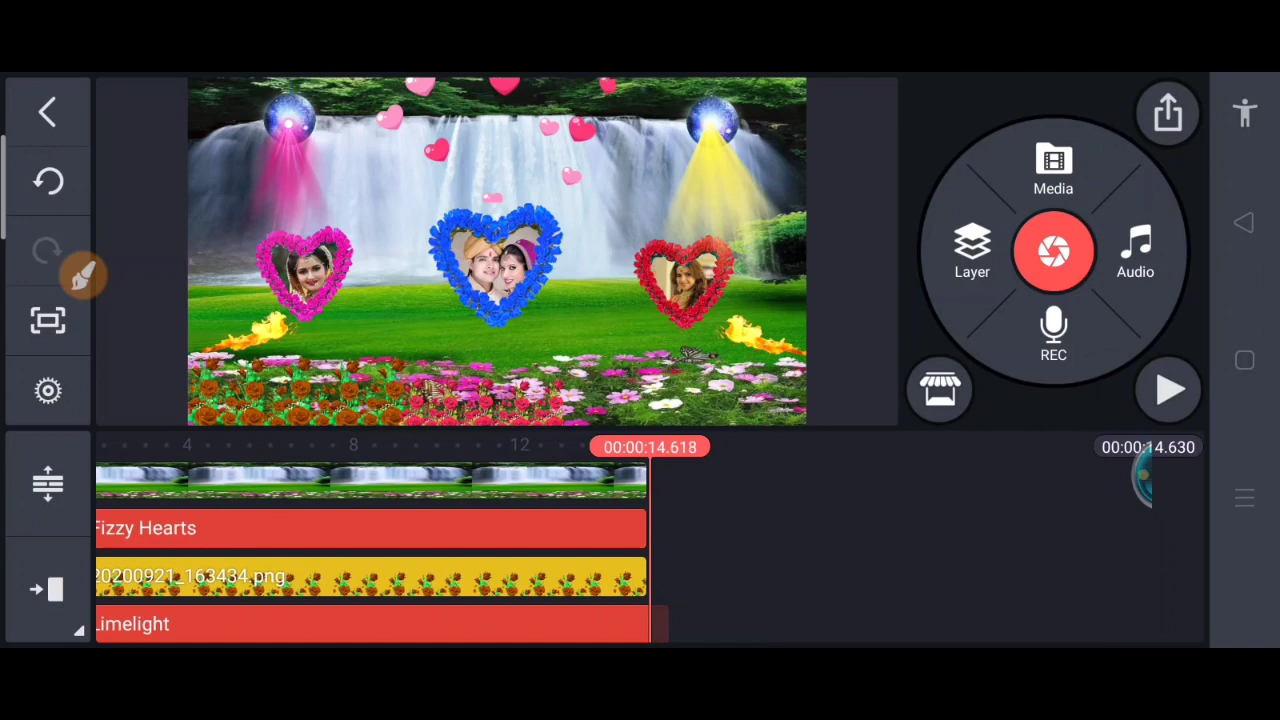 Media
Layer
Audio
REC
4
8
12
00:00:14.618
00:00:14.630
Fizzy Hearts
20200921_163434.png
Limelight